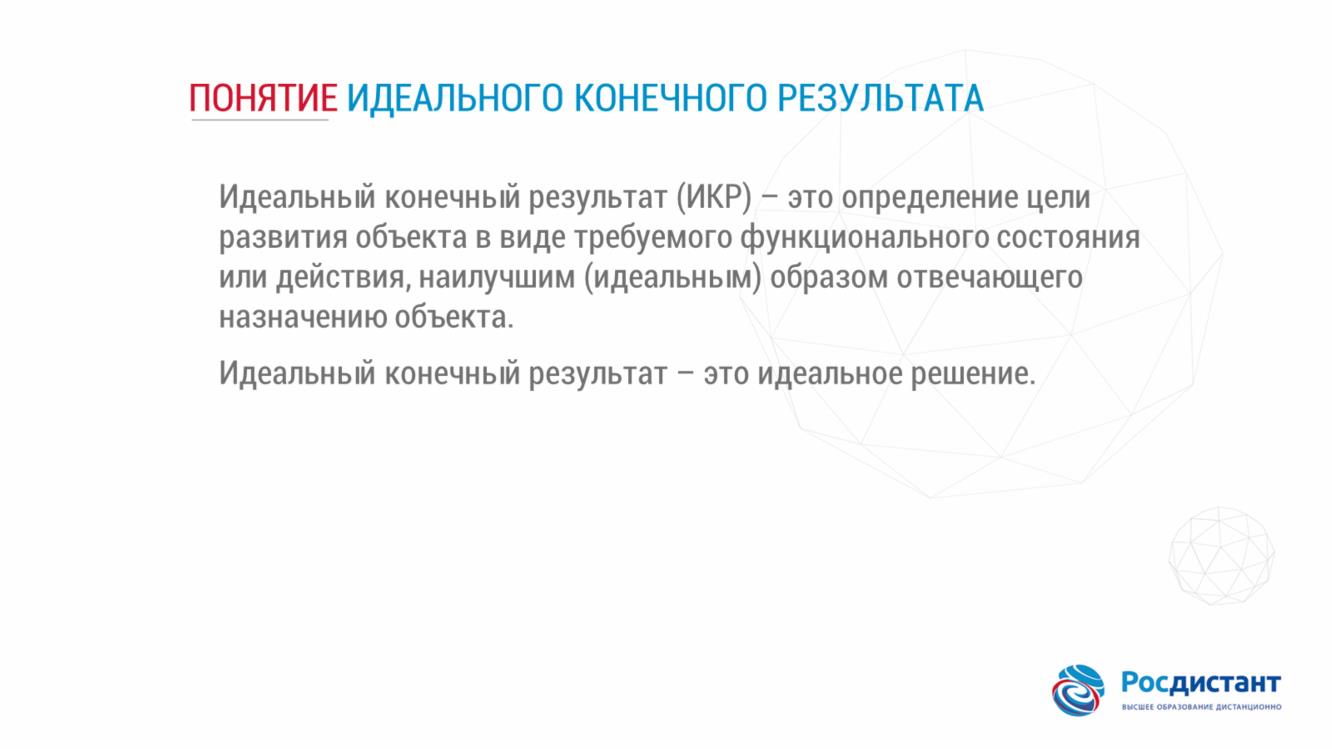 ПОНЯТИЕ ИДЕАЛЬНОГО КОНЕЧНОГО РЕЗУЛЬТАТА
Идеальный конечный результат (ИКР) – это определение цели
развития объекта в виде требуемого функционального состояния
или действия, наилучшим (идеальным) образом отвечающего
назначению объекта.
Идеальный конечный результат – это идеальное решение.
Росдистант
ВЫСШЕЕ ОБРАЗОВАНИЕ ДИСТАНЦИОННО